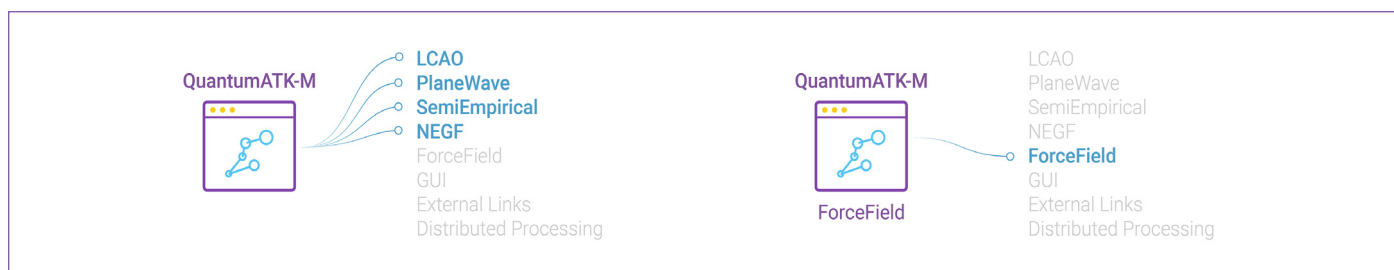 QuantumATK-M
LCAO
PlaneWave
SemiEmpirical
NEGF
ForceField
GUI
External Links
Distributed Processing
QuantumATK-M
ForceField
LCAO
PlaneWave
SemiEmpirical
NEGF
ForceField
GUI
External Links
Distributed Processing